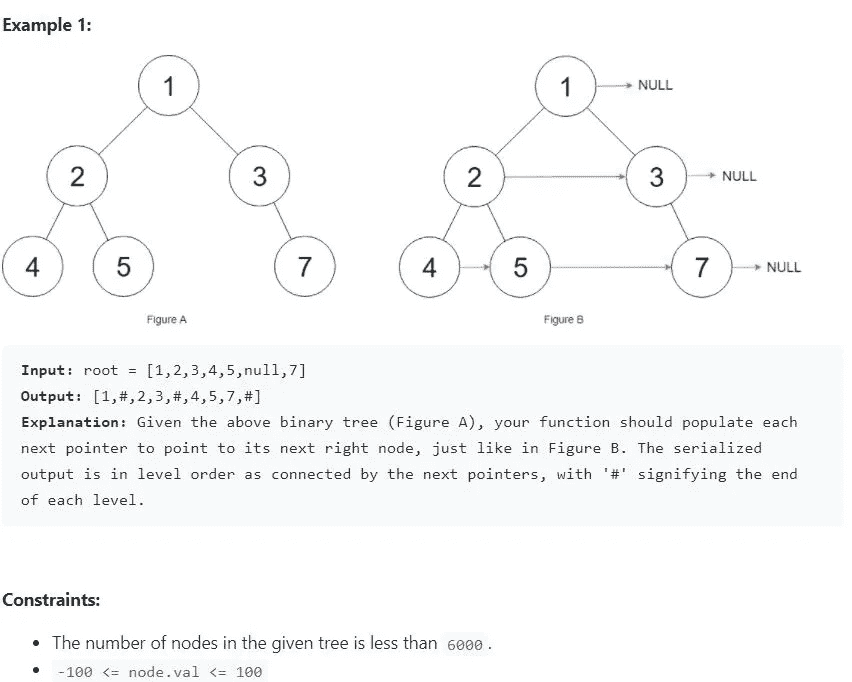 Example 1:
1
1 → NULL
2 3
2 3 → NULL
4 5 7
4 5 7 → NULL
Figure A
Figure B
Input: root = [1,2,3,4,5,null,7]
Output: [1,#,2,3,#,4,5,7,#]
Explanation: Given the above binary tree (Figure A), your function should populate each
next pointer to point to its next right node, just like in Figure B. The serialized
output is in level order as connected by the next pointers, with '#' signifying the end
of each level.
Constraints:
• The number of nodes in the given tree is less than 6000 .
• -100 <= node.val <= 100